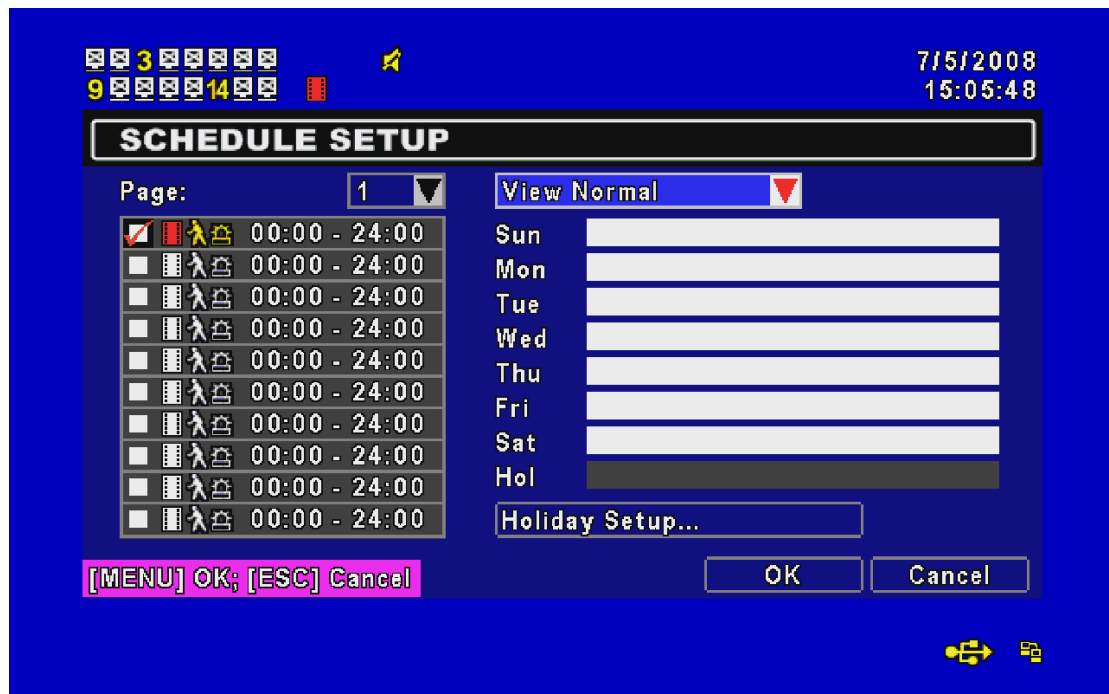 3
7/5/2008
9 14
15:05:48
SCHEDULE SETUP
Page: 1
View Normal
00:00 - 24:00
00:00 - 24:00
00:00 - 24:00
00:00 - 24:00
00:00 - 24:00
00:00 - 24:00
00:00 - 24:00
00:00 - 24:00
00:00 - 24:00
00:00 - 24:00
Sun
Mon
Tue
Wed
Thu
Fri
Sat
Hol
Holiday Setup...
[MENU] OK; [ESC] Cancel
OK
Cancel